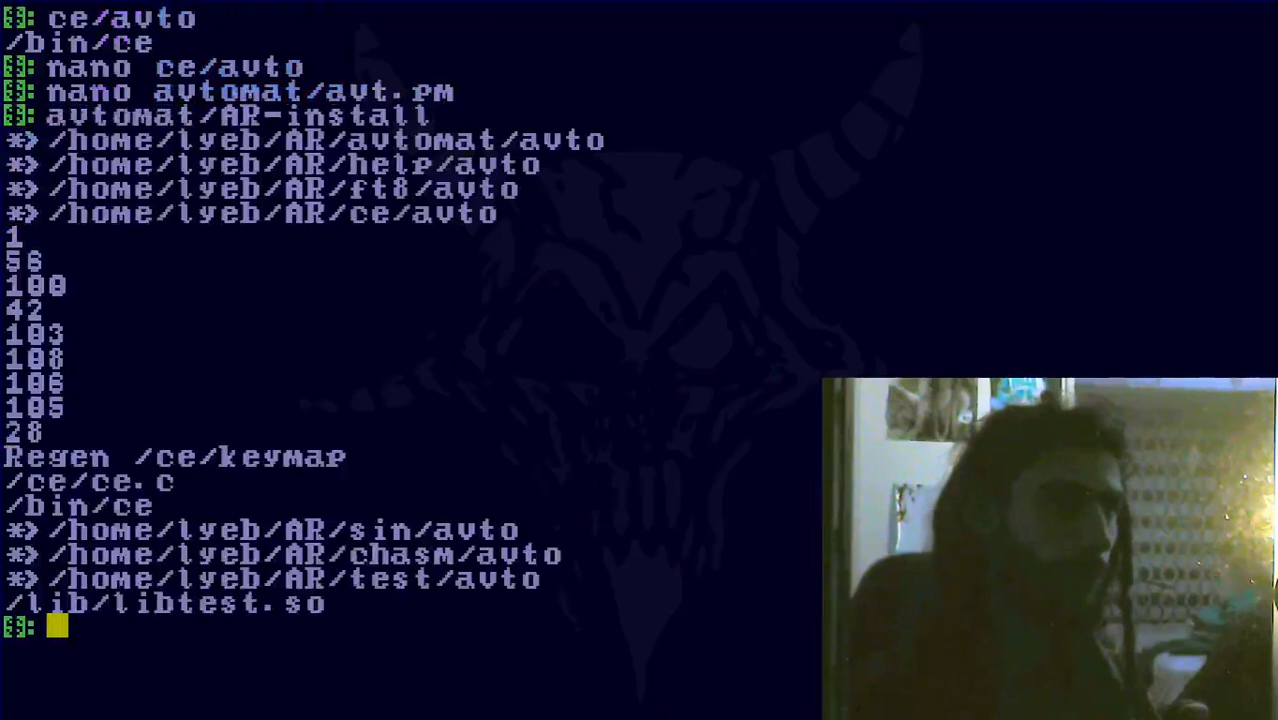 []: ce/avto
/bin/ce
[]: nano ce/avto
[]: nano avtomat/avt.pm
[]: avtomat/AR-install
*> /home/lyeb/AR/avtomat/avto
*> /home/lyeb/AR/help/avto
*> /home/lyeb/AR/ft8/avto
*> /home/lyeb/AR/ce/avto
1
56
100
42
103
108
106
105
28
Regen /ce/keymap
/ce/ce.c
/bin/ce
*> /home/lyeb/AR/sin/avto
*> /home/lyeb/AR/chasm/avto
*> /home/lyeb/AR/test/avto
/lib/libtest.so
[]: